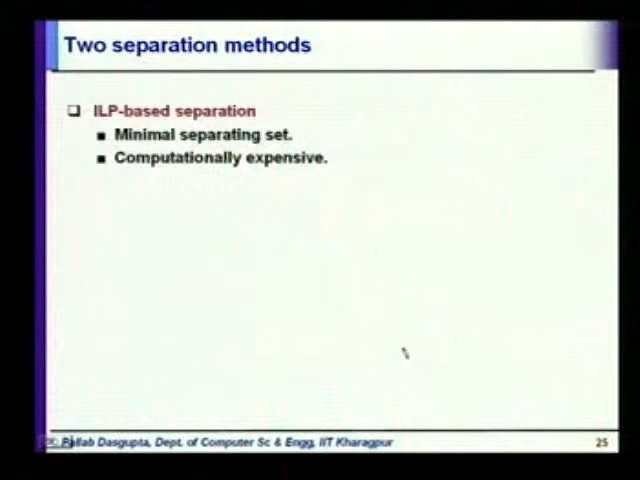 Two separation methods
ILP-based separation
Minimal separating set.
Computationally expensive.
Pallab Dasgupta, Dept. of Computer Sc & Engg, IIT Kharagpur
25